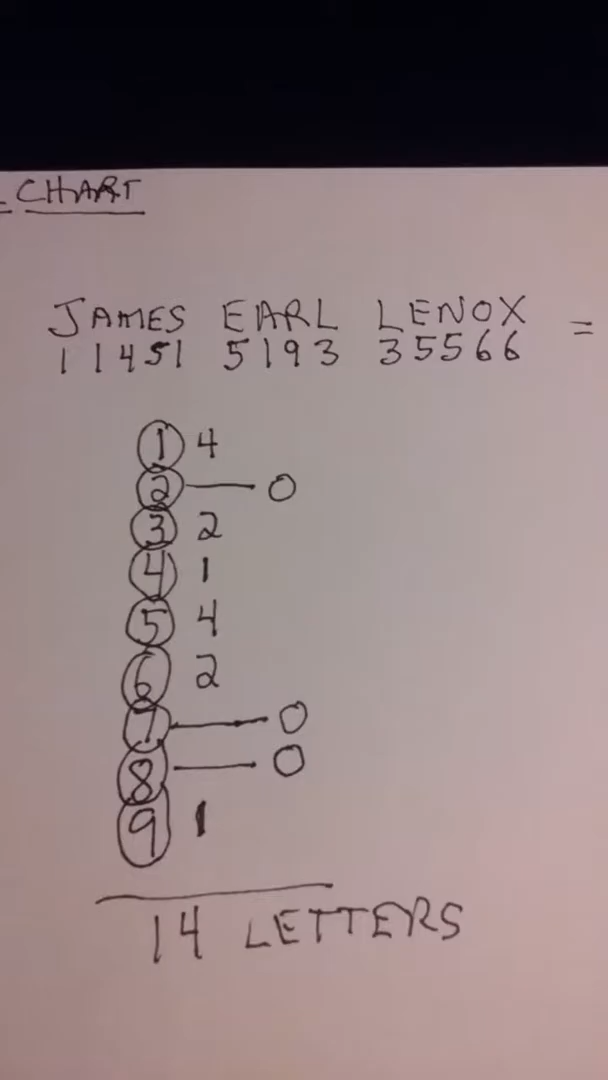 CHART
JAMES EARL LENOX =
11451 5193 35566
1 4
2 — 0
3 2
4 1
5 4
6 2
7 — 0
8 — 0
9 1
14 LETTERS